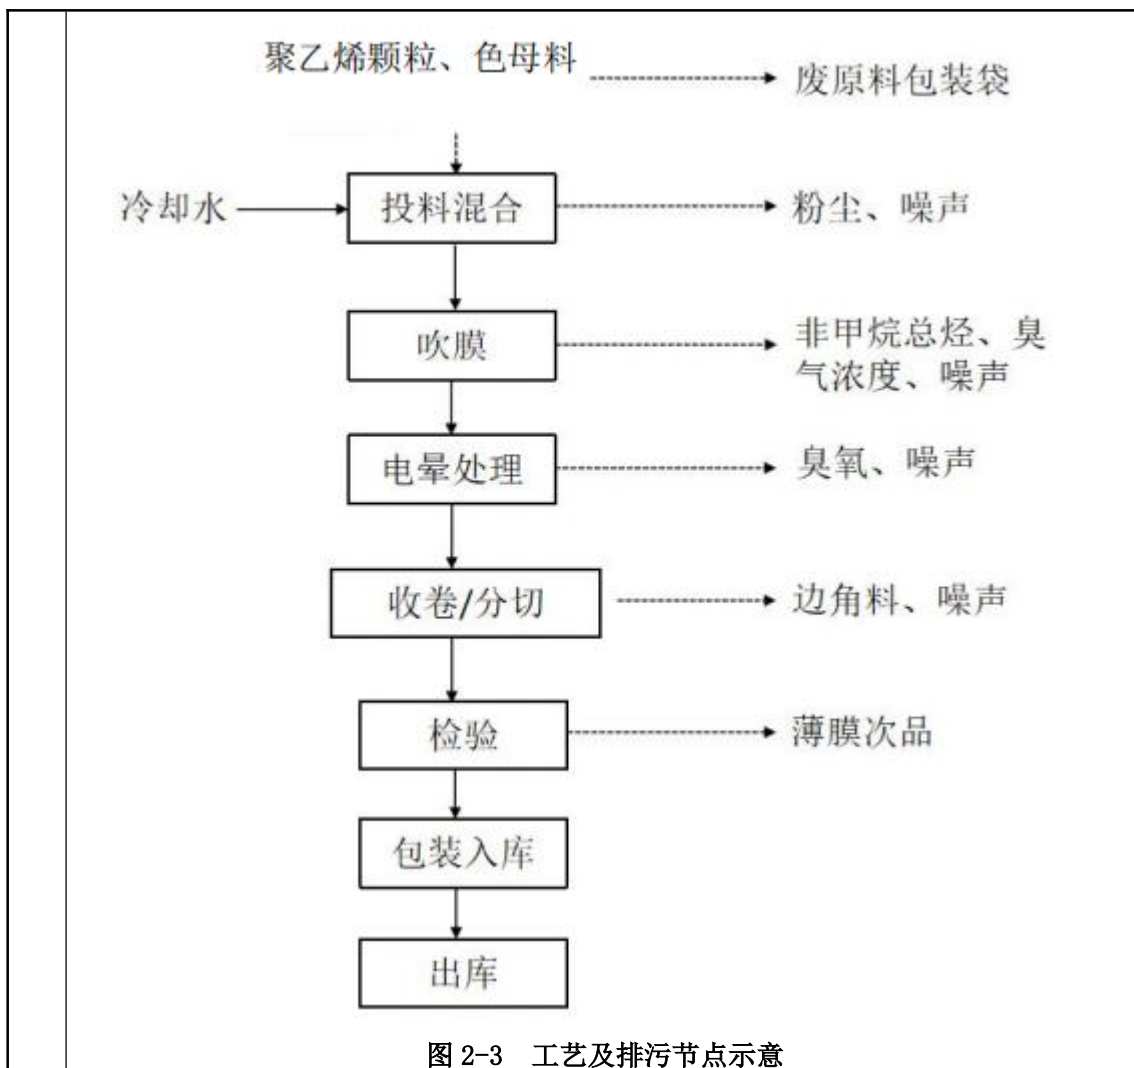 聚乙烯颗粒、色母料
废原料包装袋
冷却水
投料混合
粉尘、噪声
吹膜
非甲烷总烃、臭
气浓度、噪声
电晕处理
臭氧、噪声
收卷/分切
边角料、噪声
检验
薄膜次品
包装入库
出库
图 2-3 工艺及排污节点示意